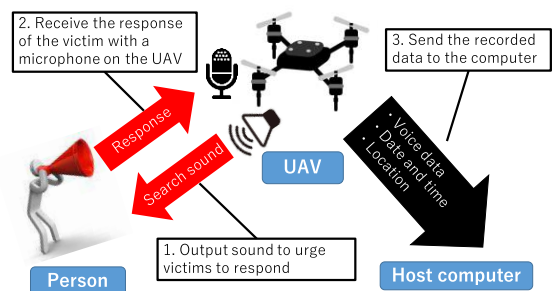 2. Receive the response
of the victim with a
microphone on the UAV
3. Send the recorded
data to the computer
Response
Search sound
UAV
・Voice data
・Date and time
・Location
1. Output sound to urge
victims to respond
Person
Host computer